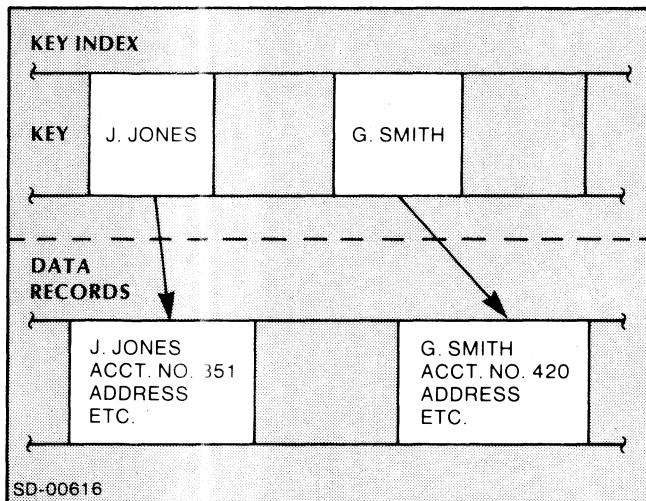 KEY INDEX
KEY
J. JONES
G. SMITH
DATA
RECORDS
J. JONES
ACCT. NO. 351
ADDRESS
ETC.
G. SMITH
ACCT. NO. 420
ADDRESS
ETC.
SD-00616